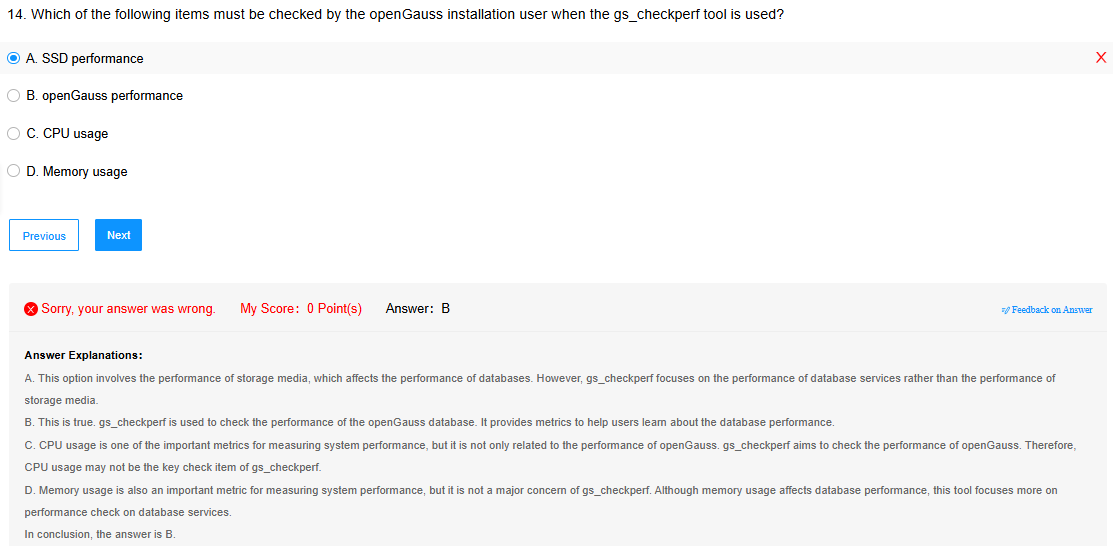 14. Which of the following items must be checked by the openGauss installation user when the gs_checkperf tool is used?
A. SSD performance
B. openGauss performance
C. CPU usage
D. Memory usage
Previous
Next
Sorry, your answer was wrong. My Score: 0 Point(s) Answer: B
Feedback on Answer
Answer Explanations:
A. This option involves the performance of storage media, which affects the performance of databases. However, gs_checkperf focuses on the performance of database services rather than the performance of
storage media.
B. This is true. gs_checkperf is used to check the performance of the openGauss database. It provides metrics to help users learn about the database performance.
C. CPU usage is one of the important metrics for measuring system performance, but it is not only related to the performance of openGauss. gs_checkperf aims to check the performance of openGauss. Therefore,
CPU usage may not be the key check item of gs_checkperf.
D. Memory usage is also an important metric for measuring system performance, but it is not a major concern of gs_checkperf. Although memory usage affects database performance, this tool focuses more on
performance check on database services.
In conclusion, the answer is B.